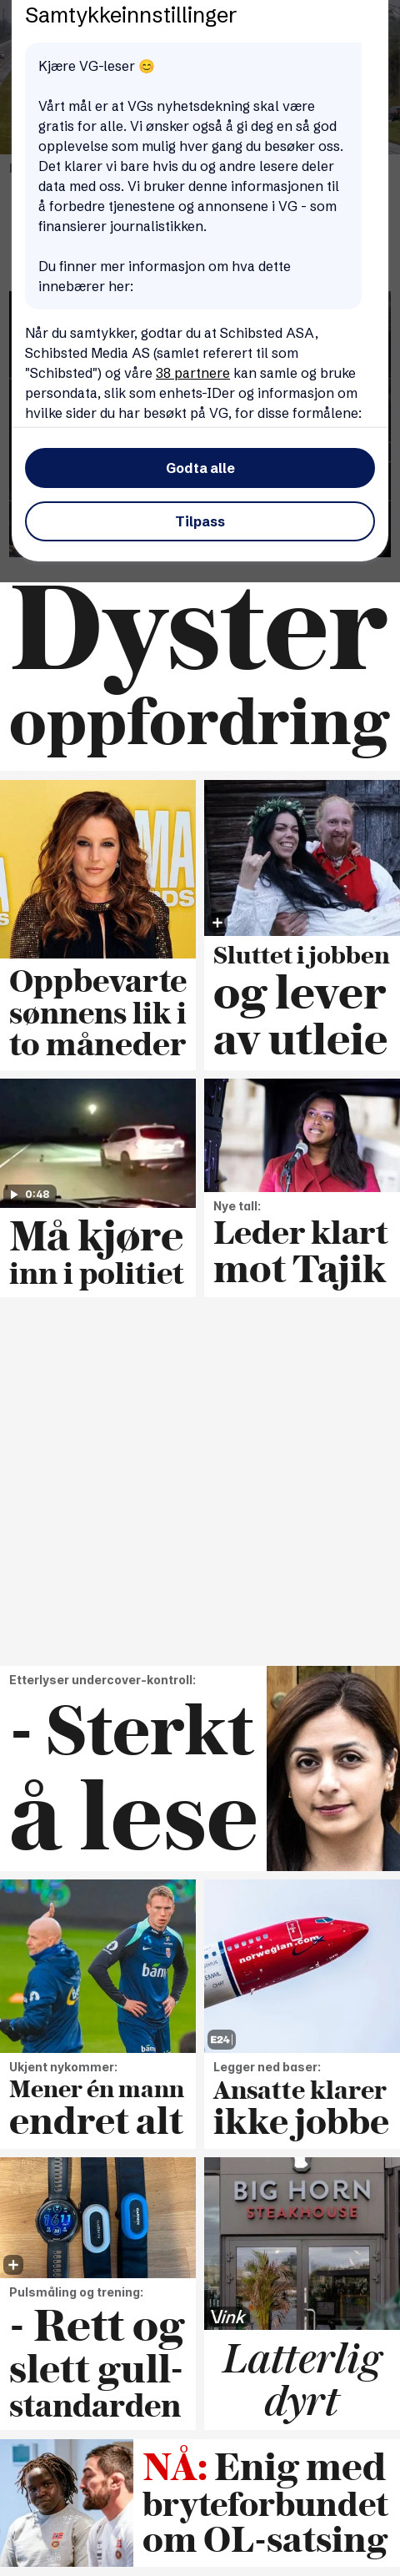 Samtykkeinnstillinger
Kjære VG-leser 😊
Vårt mål er at VGs nyhetsdekning skal være
gratis for alle. Vi ønsker også å gi deg en så god
opplevelse som mulig hver gang du besøker oss.
Det klarer vi bare hvis du og andre lesere deler
data med oss. Vi bruker denne informasjonen til
å forbedre tjenestene og annonsene i VG - som
finansierer journalistikken.
Du finner mer informasjon om hva dette
innebærer her:
Når du samtykker, godtar du at Schibsted ASA,
Schibsted Media AS (samlet referert til som
"Schibsted") og våre 38 partnere kan samle og bruke
persondata, slik som enhets-IDer og informasjon om
hvilke sider du har besøkt på VG, for disse formålene:
Godta alle
Tilpass
Dyster
oppfordring
Oppbevarte
sønnens lik i
to måneder
Sluttet i jobben
og lever
av utleie
0:48
Må kjøre
inn i politiet
Nye tall:
Leder klart
mot Tajik
Etterlyser undercover-kontroll:
- Sterkt
å lese
Ukjent nykommer:
Mener én mann
endret alt
norwegian.com
E24
Legger ned baser:
Ansatte klarer
ikke jobbe
Pulsmåling og trening:
- Rett og
slett gull-
standarden
BIG HORN
STEAKHOUSE
Vink
Latterlig
dyrt
NÅ: Enig med
bryteforbundet
om OL-satsing